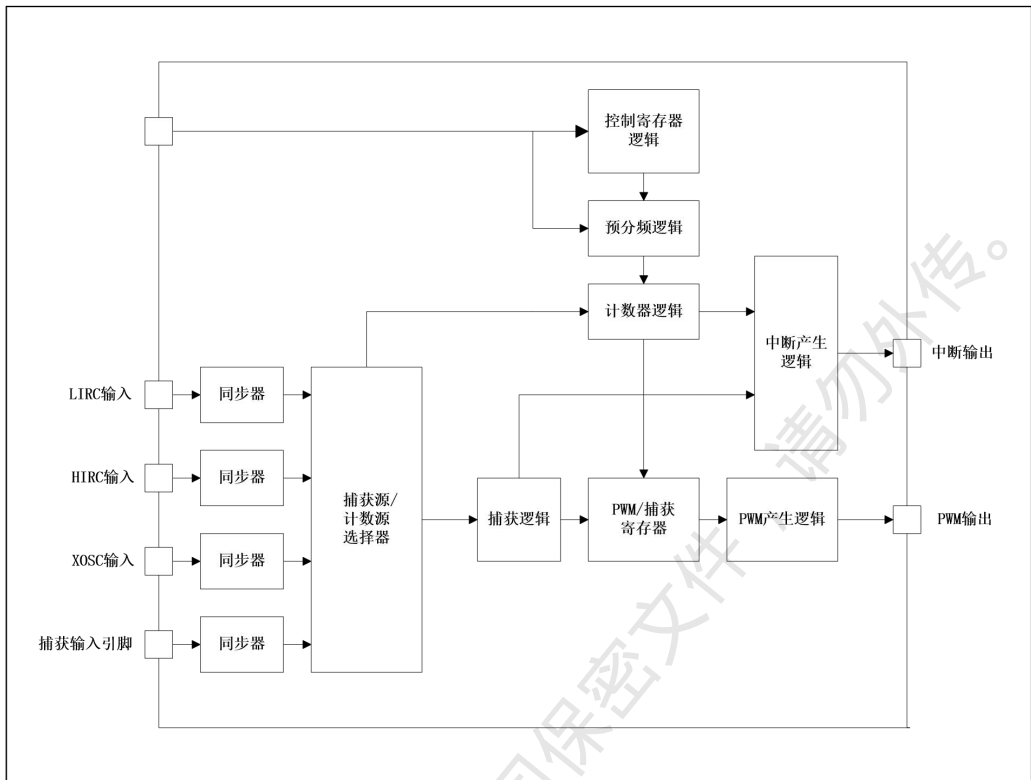 控制寄存器
逻辑
预分频逻辑
计数器逻辑
中断产生
逻辑
中断输出
LIRC输入
同步器
HIRC输入
同步器
捕获源/
计数源
选择器
捕获逻辑
PWM/捕获
寄存器
PWM产生逻辑
PWM输出
XOSC输入
同步器
捕获输入引脚
同步器
保密文件，请勿外传。